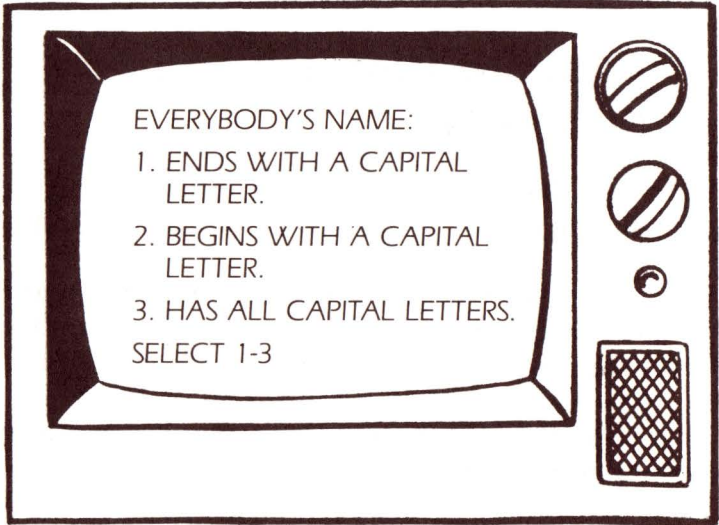 EVERYBODY'S NAME:
1. ENDS WITH A CAPITAL
LETTER.
2. BEGINS WITH A CAPITAL
LETTER.
3. HAS ALL CAPITAL LETTERS.
SELECT 1-3